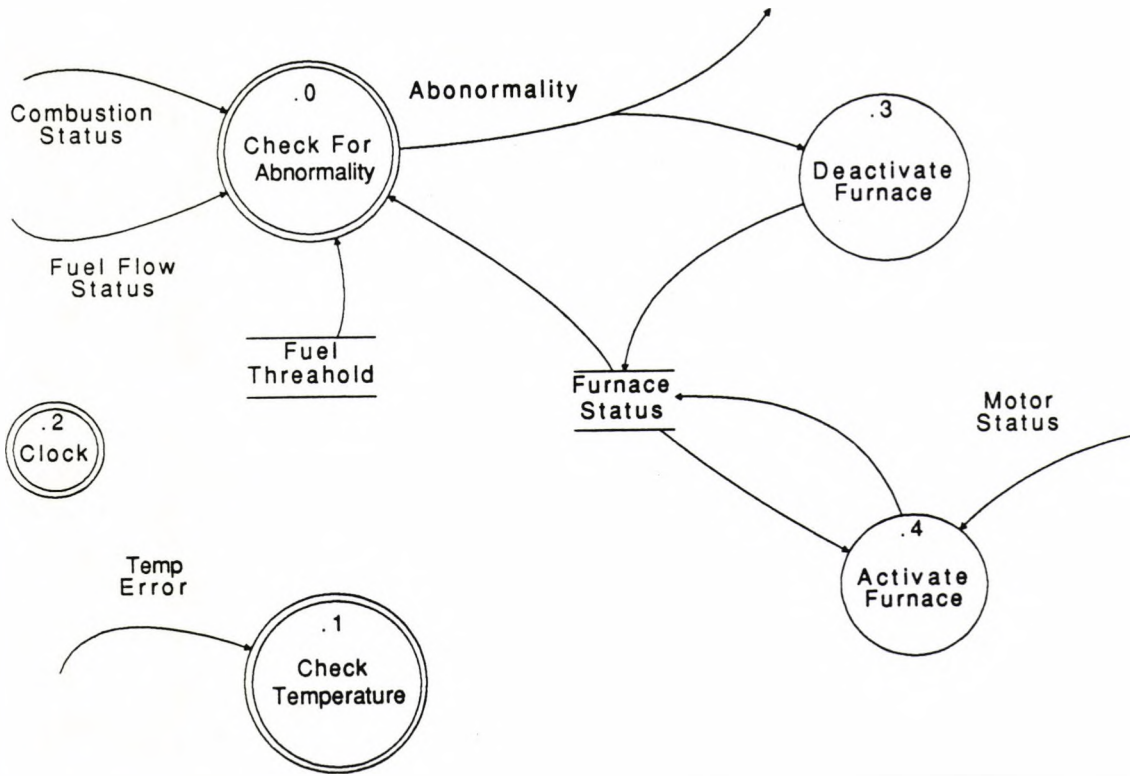 .0
Check For
Abnormality
Combustion
Status
Fuel Flow
Status
Abonormality
.3
Deactivate
Furnace
Fuel
Threahold
Furnace
Status
Motor
Status
.2
Clock
.4
Activate
Furnace
Temp
Error
.1
Check
Temperature